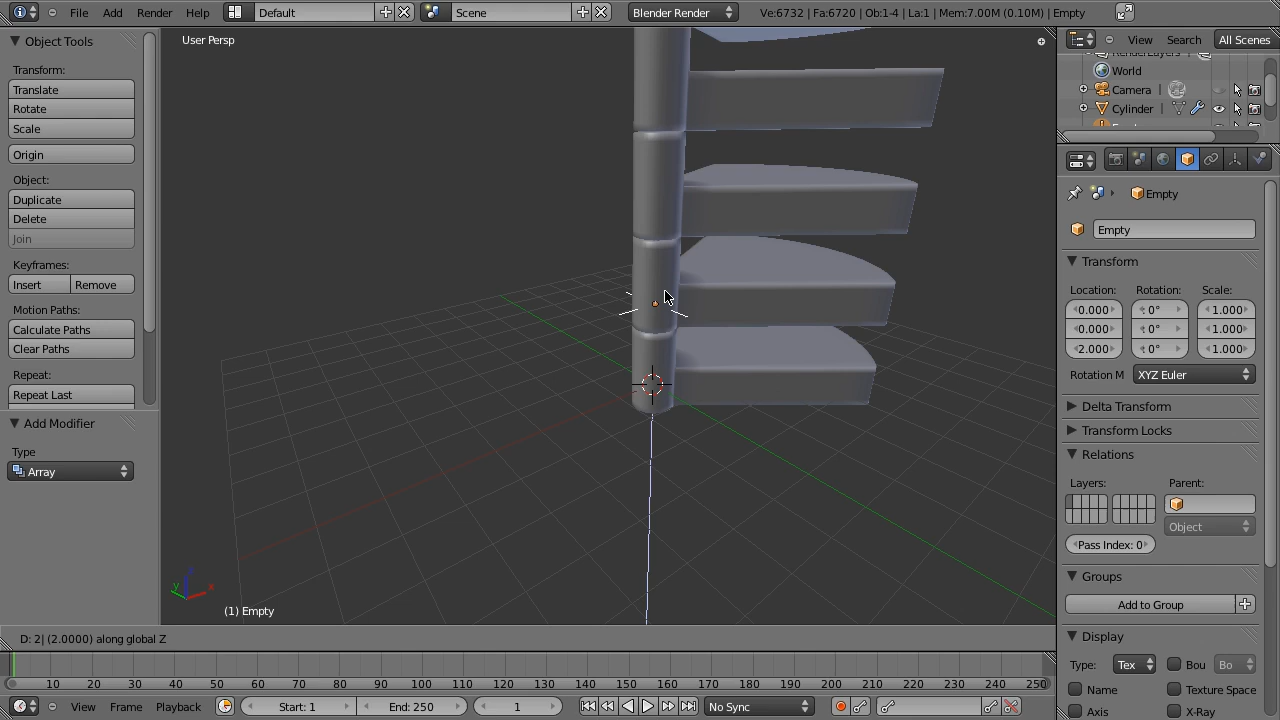 File Add Render Help Default Scene Blender Render Ve:6732 | Fa:6720 | Ob:1-4 | La:1 | Mem:7.00M (0.10M) | Empty
Object Tools
Transform:
Translate
Rotate
Scale
Origin
Object:
Duplicate
Delete
Join
Keyframes:
Insert Remove
Motion Paths:
Calculate Paths
Clear Paths
Repeat:
Repeat Last
Add Modifier
Type
Array
User Persp
(1) Empty
D: 2| (2.0000) along global Z
View Search All Scenes
World
Camera
Cylinder
Empty
Empty
Transform
Location: Rotation: Scale:
0.000 0° 1.000
0.000 0° 1.000
2.000 0° 1.000
Rotation M XYZ Euler
Delta Transform
Transform Locks
Relations
Layers: Parent:
Object
Pass Index: 0
Groups
Add to Group
Display
Type: Tex Bou Bo
Name Texture Space
Axis X-Ray
10 20 30 40 50 60 70 80 90 100 110 120 130 140 150 160 170 180 190 200 210 220 230 240 250
View Frame Playback Start: 1 End: 250 1 No Sync